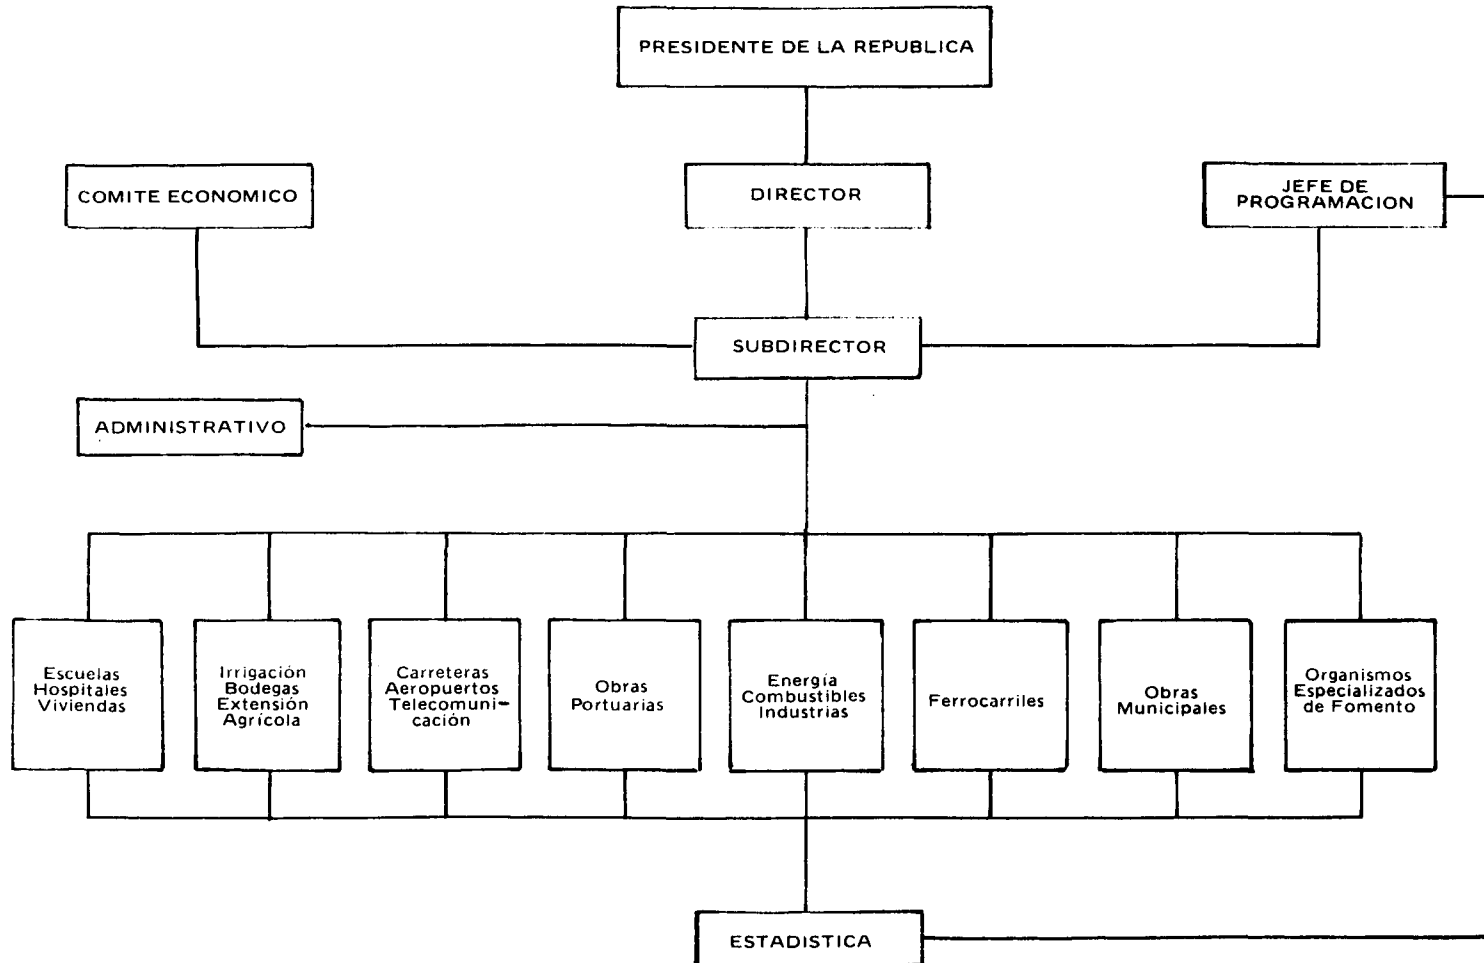 PRESIDENTE DE LA REPUBLICA
COMITE ECONOMICO
DIRECTOR
JEFE DE
PROGRAMACION
SUBDIRECTOR
ADMINISTRATIVO
Escuelas
Hospitales
Viviendas
Irrigación
Bodegas
Extensión
Agrícola
Carreteras
Aeropuertos
Telecomuni-
cación
Obras
Portuarias
Energía
Combustibles
Industrias
Ferrocarriles
Obras
Municipales
Organismos
Especializados
de Fomento
ESTADISTICA